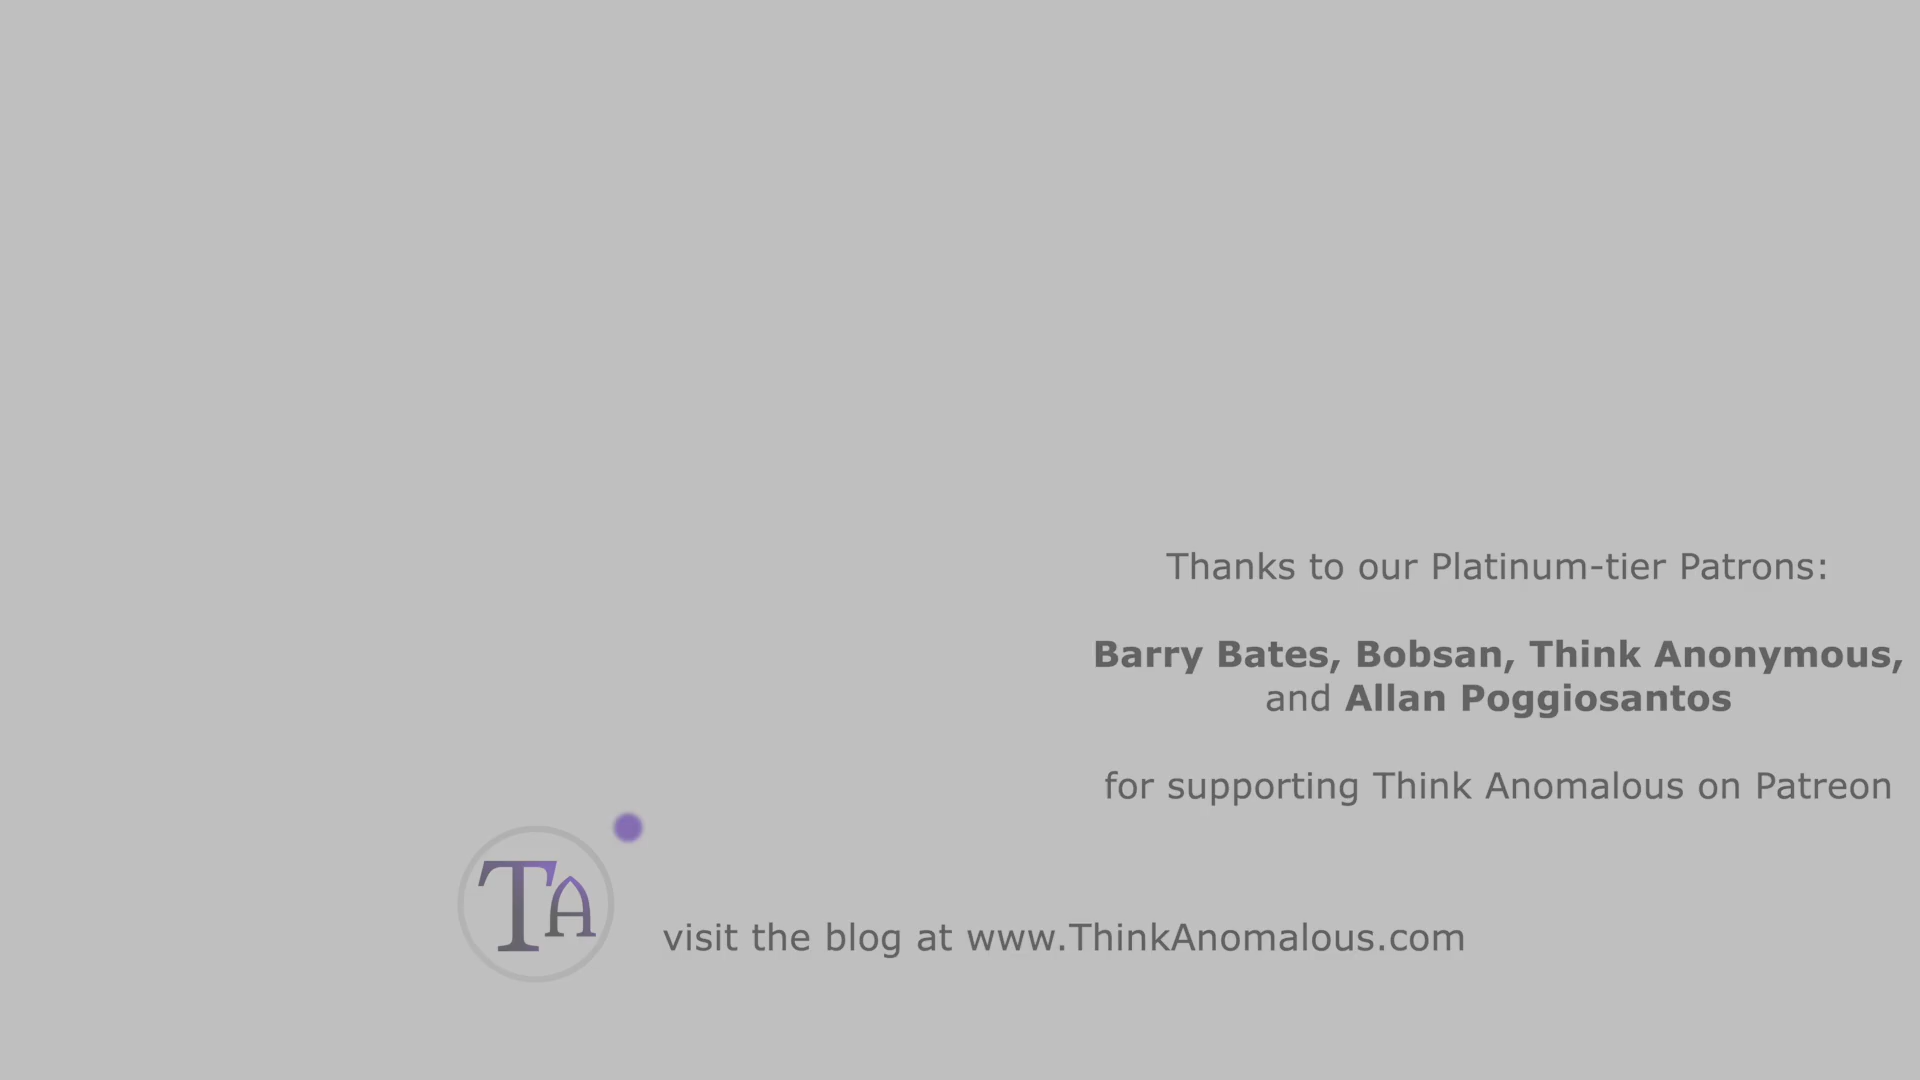 Thanks to our Platinum-tier Patrons:
Barry Bates, Bobsan, Think Anonymous,
and Allan Poggiosantos
for supporting Think Anomalous on Patreon
TA
visit the blog at www.ThinkAnomalous.com